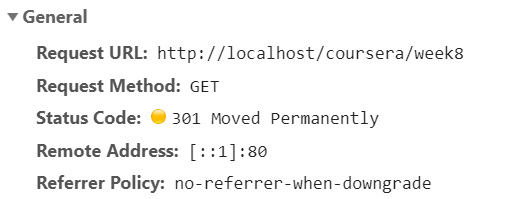 General
Request URL: http://localhost/coursera/week8
Request Method: GET
Status Code: 301 Moved Permanently
Remote Address: [::1]:80
Referrer Policy: no-referrer-when-downgrade